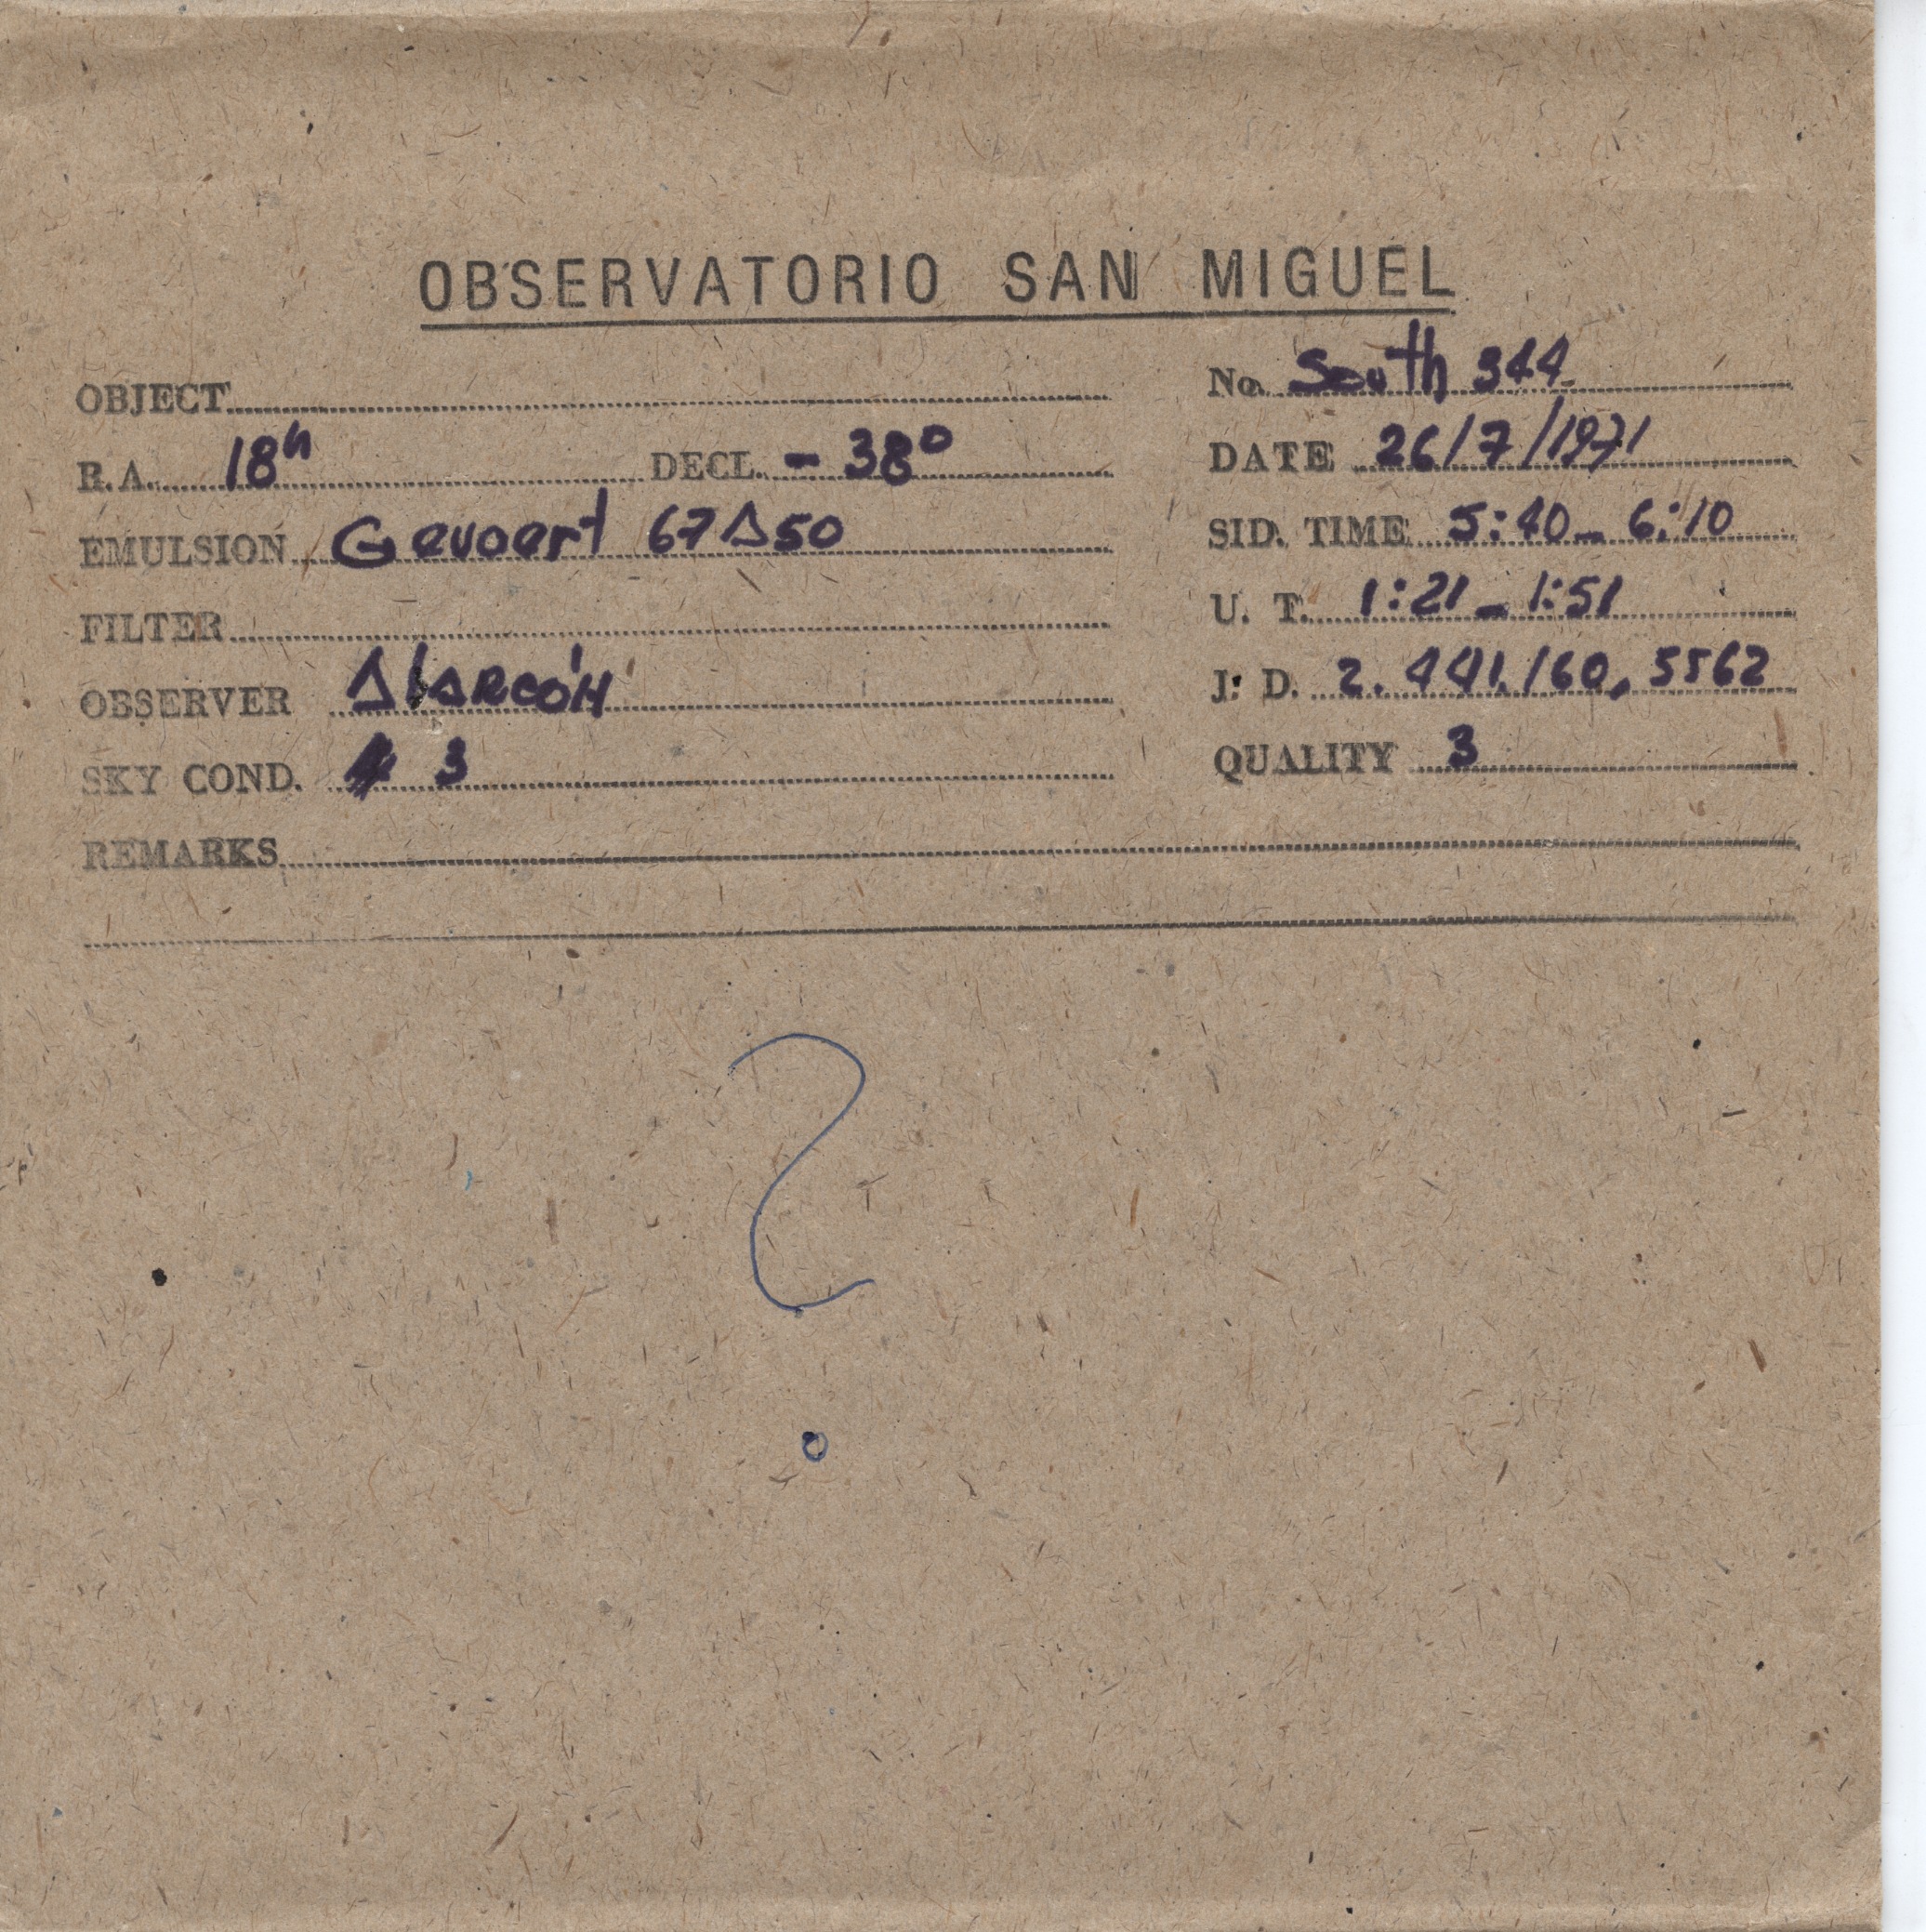 OBSERVATORIO SAN MIGUEL
OBJECT
No. South 344
R.A. 18h DECL. - 38°
DATE 26/7/1971
EMULSION Gevaert 67A50
SID. TIME 5:40 - 6:10
FILTER
U. T. 1:21 - 1:51
OBSERVER Alarcón
J. D. 2.441.160,5562
SKY COND. 3
QUALITY 3
REMARKS
?